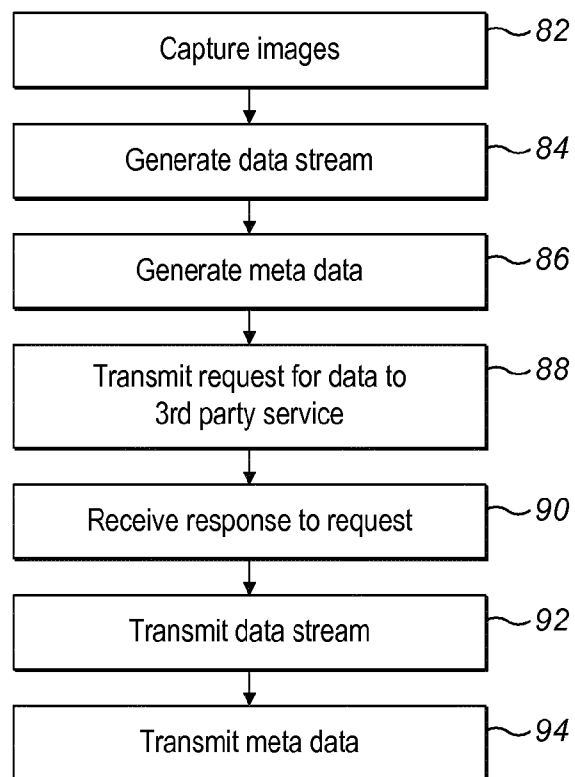 Capture images
82
Generate data stream
84
Generate meta data
86
Transmit request for data to
3rd party service
88
Receive response to request
90
Transmit data stream
92
Transmit meta data
94